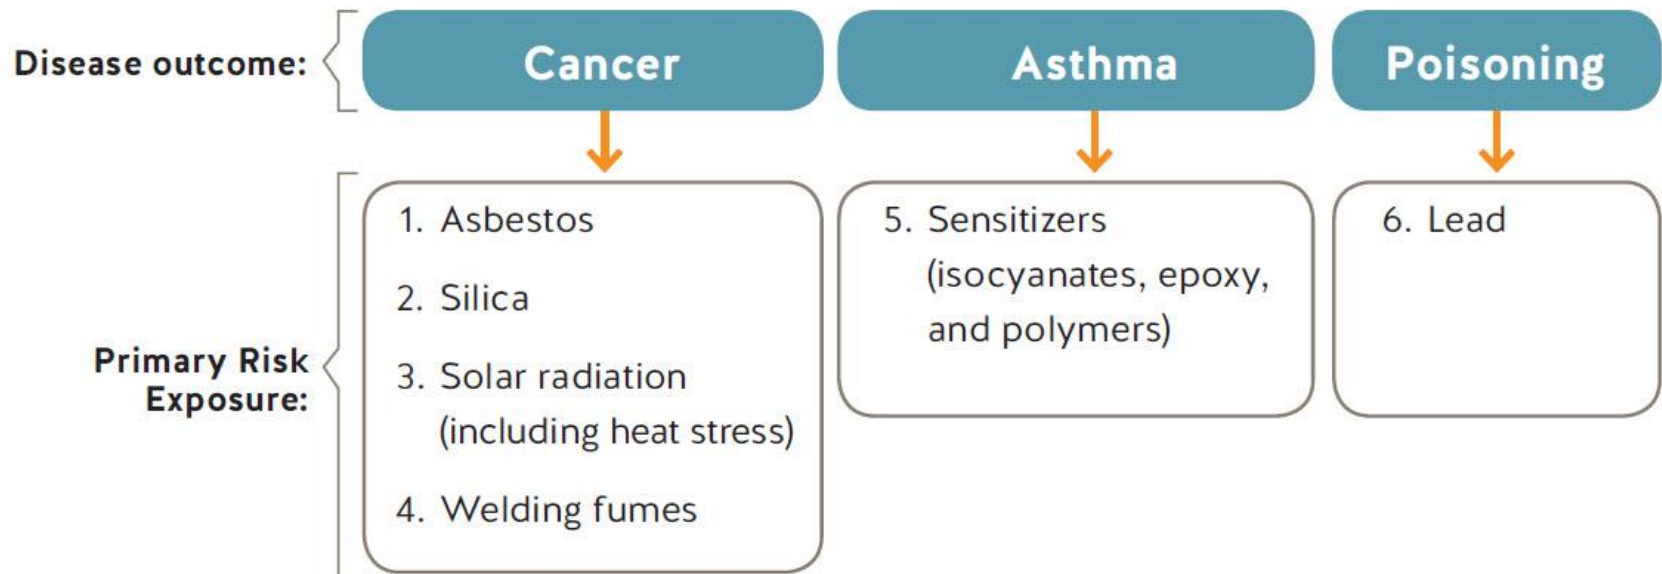 Disease outcome:
Cancer
Asthma
Poisoning
Primary Risk
Exposure:
1. Asbestos
2. Silica
3. Solar radiation
(including heat stress)
4. Welding fumes
5. Sensitizers
(isocyanates, epoxy,
and polymers)
6. Lead